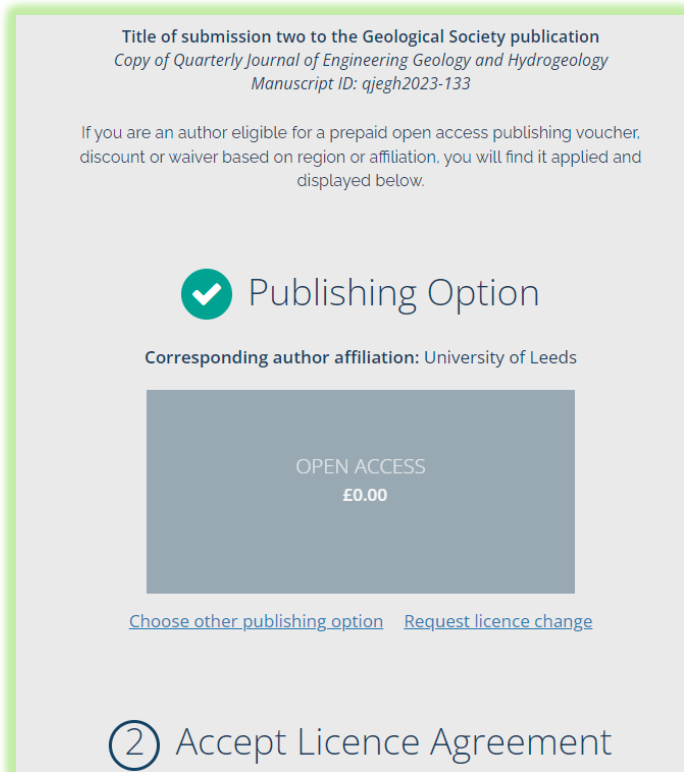 Title of submission two to the Geological Society publication
Copy of Quarterly Journal of Engineering Geology and Hydrogeology
Manuscript ID: qjegh2023-133
If you are an author eligible for a prepaid open access publishing voucher,
discount or waiver based on region or affiliation, you will find it applied and
displayed below.
Publishing Option
Corresponding author affiliation: University of Leeds
OPEN ACCESS
£0.00
Choose other publishing option Request licence change
2 Accept Licence Agreement